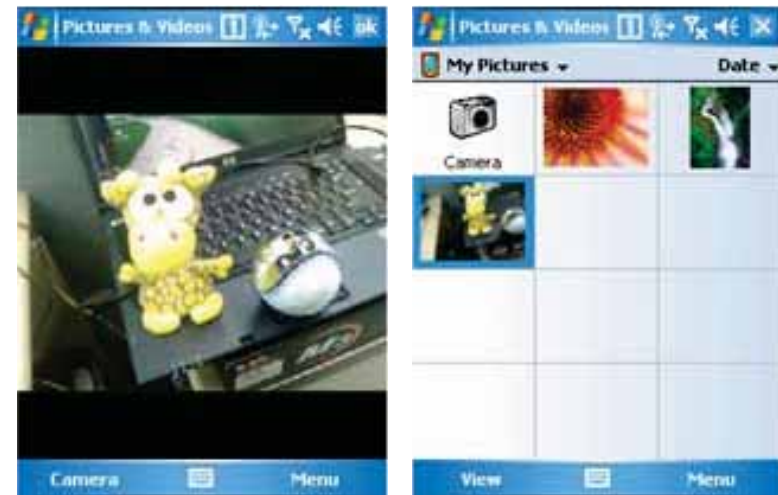 Pictures & Videos ok
Camera Menu
Pictures & Videos
My Pictures Date
Camera
View Menu